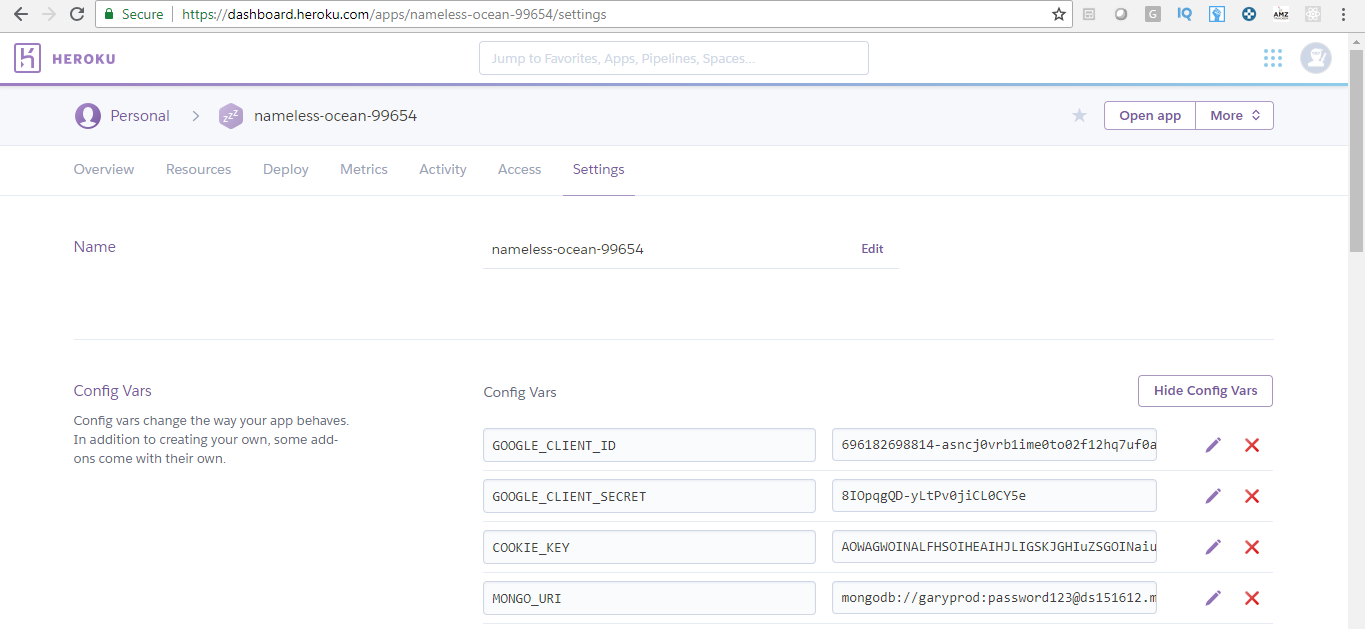 Secure https://dashboard.heroku.com/apps/nameless-ocean-99654/settings
G IQ AMZ
HEROKU Jump to Favorites, Apps, Pipelines, Spaces...
Personal > zzZ nameless-ocean-99654 Open app More
Overview Resources Deploy Metrics Activity Access Settings
Name nameless-ocean-99654 Edit
Config Vars
Config vars change the way your app behaves.
In addition to creating your own, some add-
ons come with their own.
Config Vars Hide Config Vars
GOOGLE_CLIENT_ID 696182698814-asncj0vrb1ime0to02f12hq7uf0a
GOOGLE_CLIENT_SECRET 8IOpqgQD-yLtPv0jiCL0CY5e
COOKIE_KEY AOWAGWOINALFHSOIHEAIHJLIGSKJGHIuZSGOINaiu
MONGO_URI mongodb://garyprod:password123@ds151612.m